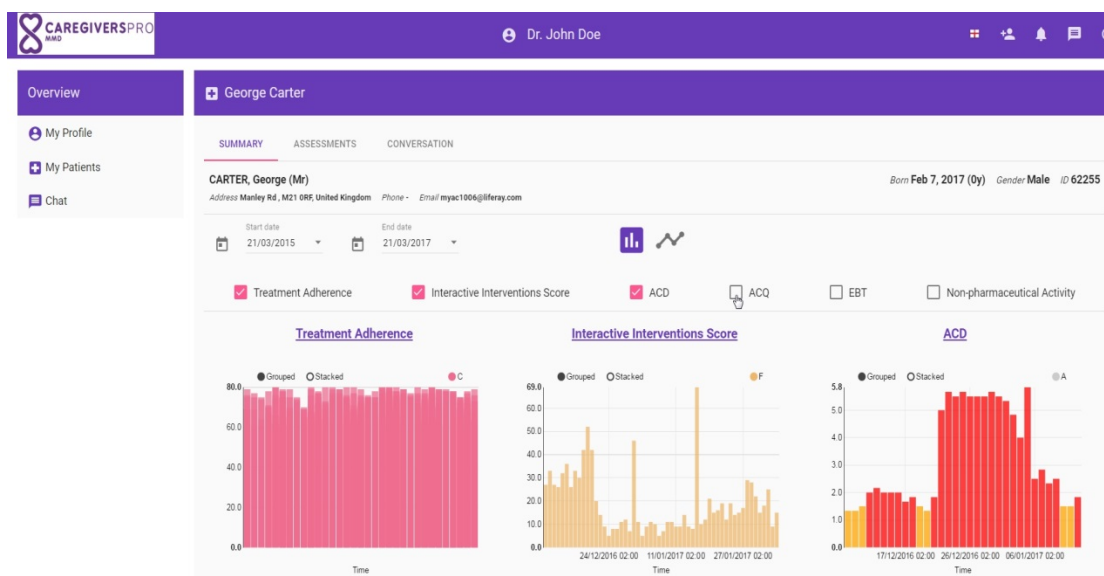 CAREGIVERSPRO
MMD
Dr. John Doe
Overview
My Profile
My Patients
Chat
George Carter
SUMMARY ASSESSMENTS CONVERSATION
CARTER, George (Mr)
Born Feb 7, 2017 (0y) Gender Male ID 62255
Address Manley Rd , M21 0RF, United Kingdom Phone - Email myac1006@liferay.com
Start date End date
21/03/2015 21/03/2017
Treatment Adherence Interactive Interventions Score ACD ACQ EBT Non-pharmaceutical Activity
Treatment Adherence
Grouped Stacked C
80.0
60.0
40.0
20.0
0.0
Time
Interactive Interventions Score
Grouped Stacked F
69.0
60.0
50.0
40.0
30.0
20.0
10.0
0.0
24/12/2016 02:00 11/01/2017 02:00 27/01/2017 02:00
Time
ACD
Grouped Stacked A
5.8
5.0
4.0
3.0
2.0
1.0
0.0
17/12/2016 02:00 26/12/2016 02:00 06/01/2017 02:00
Time